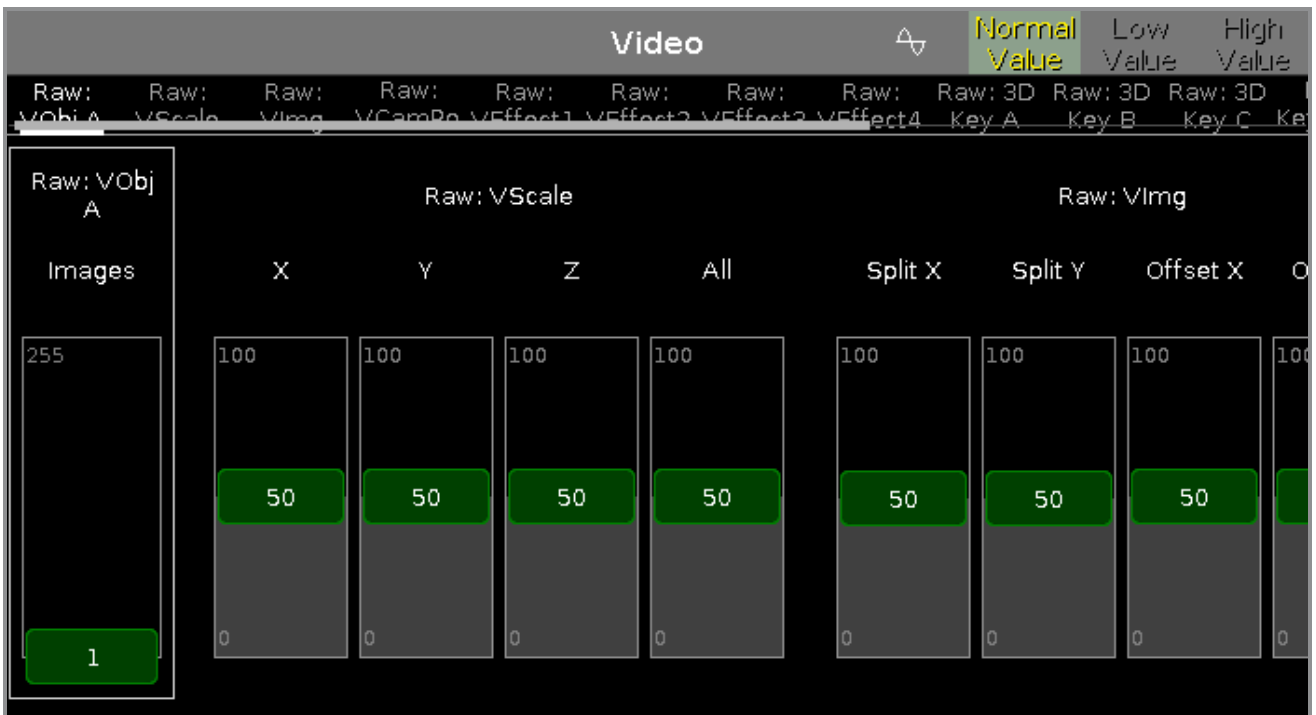 Video
Normal Value
Low Value
High Value
Raw: VObj A
Raw: VScale
Raw: VImg
Raw: VCamPo
Raw: VEffect1
Raw: VEffect2
Raw: VEffect3
Raw: VEffect4
Raw: 3D Key A
Raw: 3D Key B
Raw: 3D Key C
Raw: VObj
A
Raw: VScale
Raw: VImg
Images X Y Z All Split X Split Y Offset X
255 100 100 100 100 100 100 100
50 50 50 50 50 50 50
0 0 0 0 0 0 0 0
1